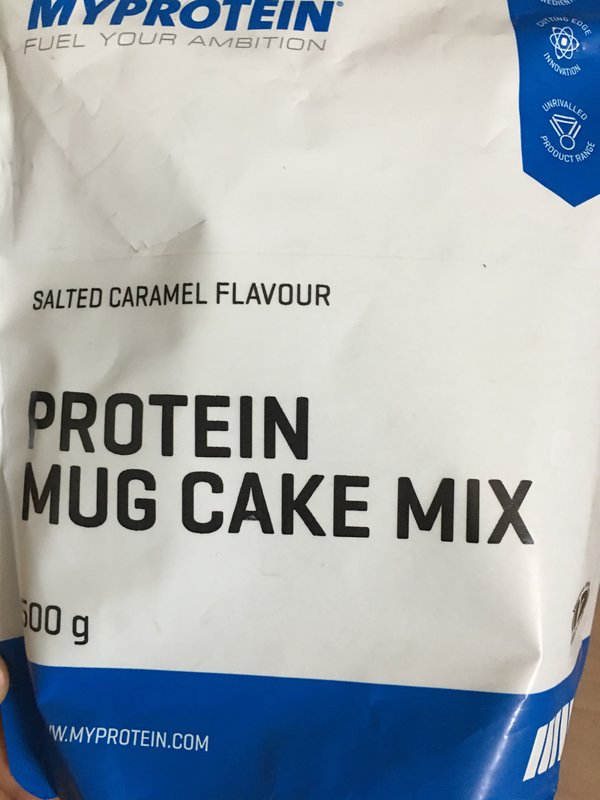 MYPROTEIN®
FUEL YOUR AMBITION
CUTTING EDGE
INNOVATION
UNRIVALLED
PRODUCT RANGE
SALTED CARAMEL FLAVOUR
PROTEIN
MUG CAKE MIX
500 g
W.MYPROTEIN.COM